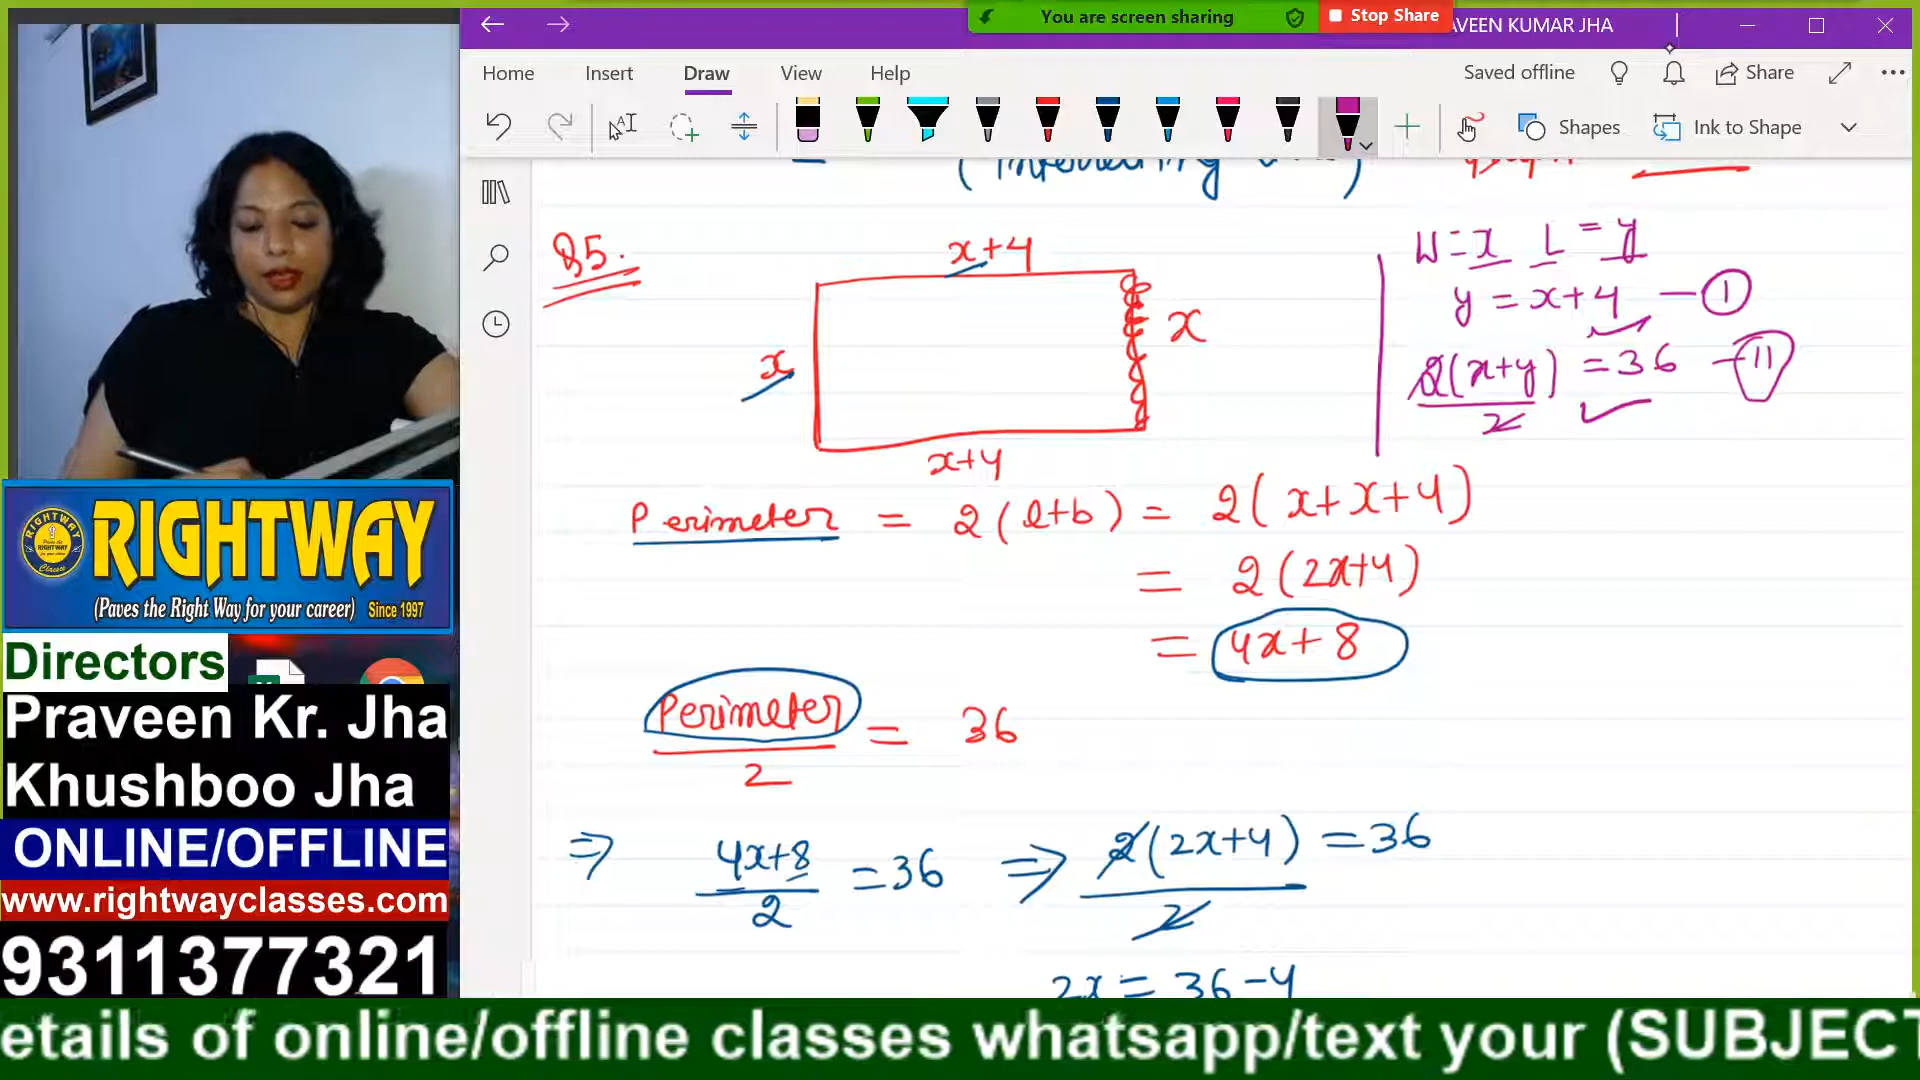 You are screen sharing
Stop Share
AVEEN KUMAR JHA
Home Insert Draw View Help
Saved offline
Share
Shapes
Ink to Shape
Q5.
x+4
x
x
x+4
W = x L = y
y = x+4 — I
2(x+y) = 36 — II
2
Perimeter = 2(l+b) = 2(x+x+4)
= 2(2x+4)
= 4x+8
Perimeter = 36
2
⇒ 4x+8 = 36 ⇒ 2(2x+4) = 36
2 2
2x = 36-4
RIGHTWAY
Classes
(Paves the Right Way for your career) Since 1997
Directors
Praveen Kr. Jha
Khushboo Jha
ONLINE/OFFLINE
www.rightwayclasses.com
9311377321
etails of online/offline classes whatsapp/text your (SUBJECT